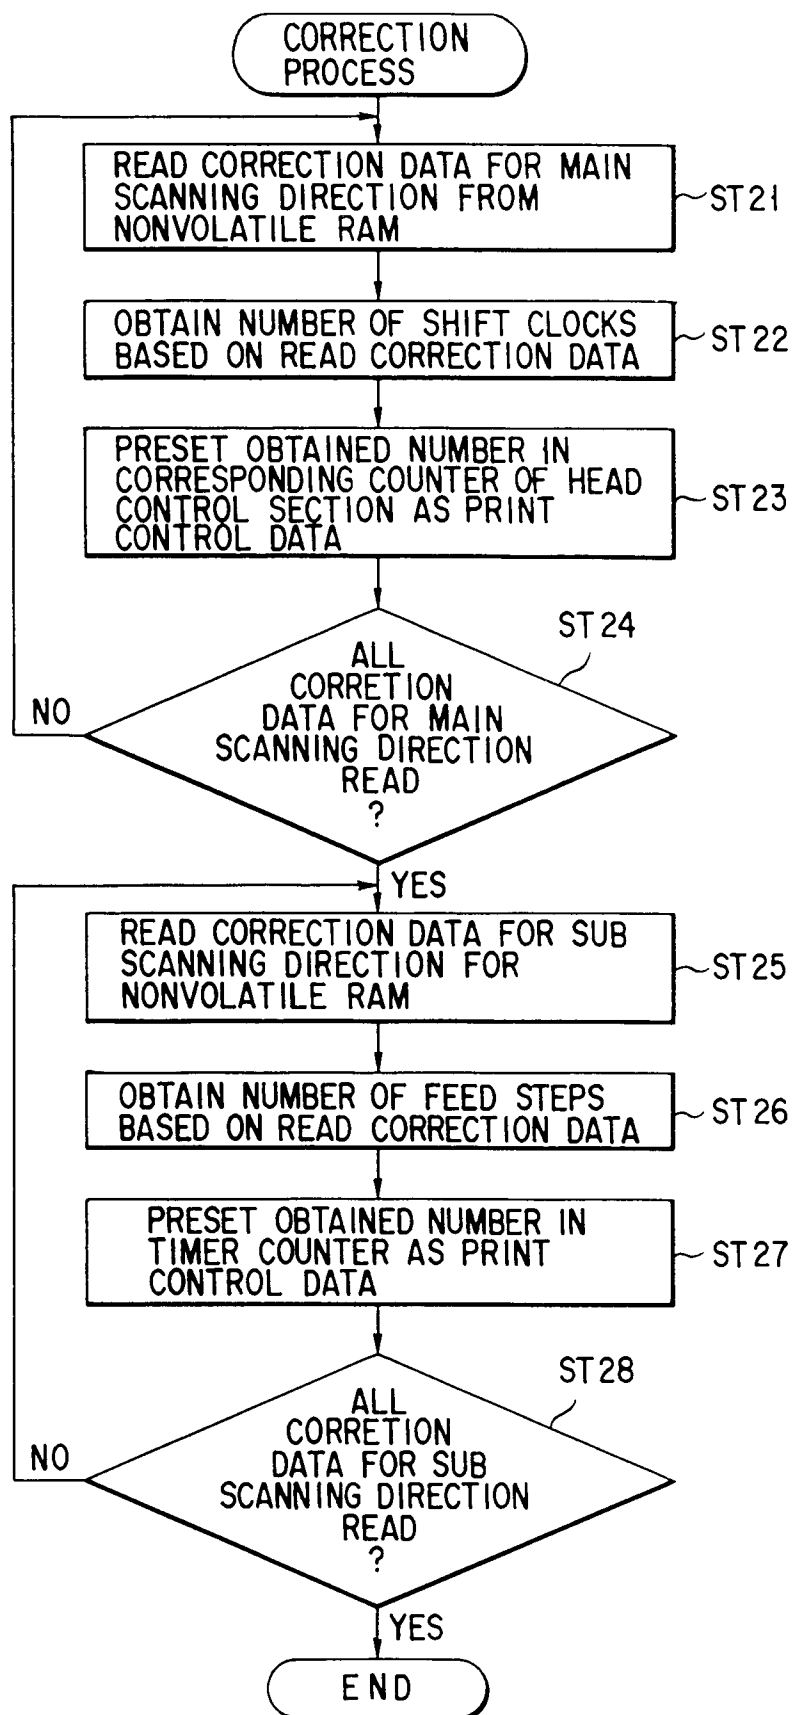 CORRECTION
PROCESS
READ CORRECTION DATA FOR MAIN
SCANNING DIRECTION FROM
NONVOLATILE RAM
ST21
OBTAIN NUMBER OF SHIFT CLOCKS
BASED ON READ CORRECTION DATA
ST22
PRESET OBTAINED NUMBER IN
CORRESPONDING COUNTER OF HEAD
CONTROL SECTION AS PRINT
CONTROL DATA
ST23
ST24
ALL
CORRETION
DATA FOR MAIN
SCANNING DIRECTION
READ
?
NO
YES
READ CORRECTION DATA FOR SUB
SCANNING DIRECTION FOR
NONVOLATILE RAM
ST25
OBTAIN NUMBER OF FEED STEPS
BASED ON READ CORRECTION DATA
ST26
PRESET OBTAINED NUMBER IN
TIMER COUNTER AS PRINT
CONTROL DATA
ST27
ST28
ALL
CORRETION
DATA FOR SUB
SCANNING DIRECTION
READ
?
NO
YES
END